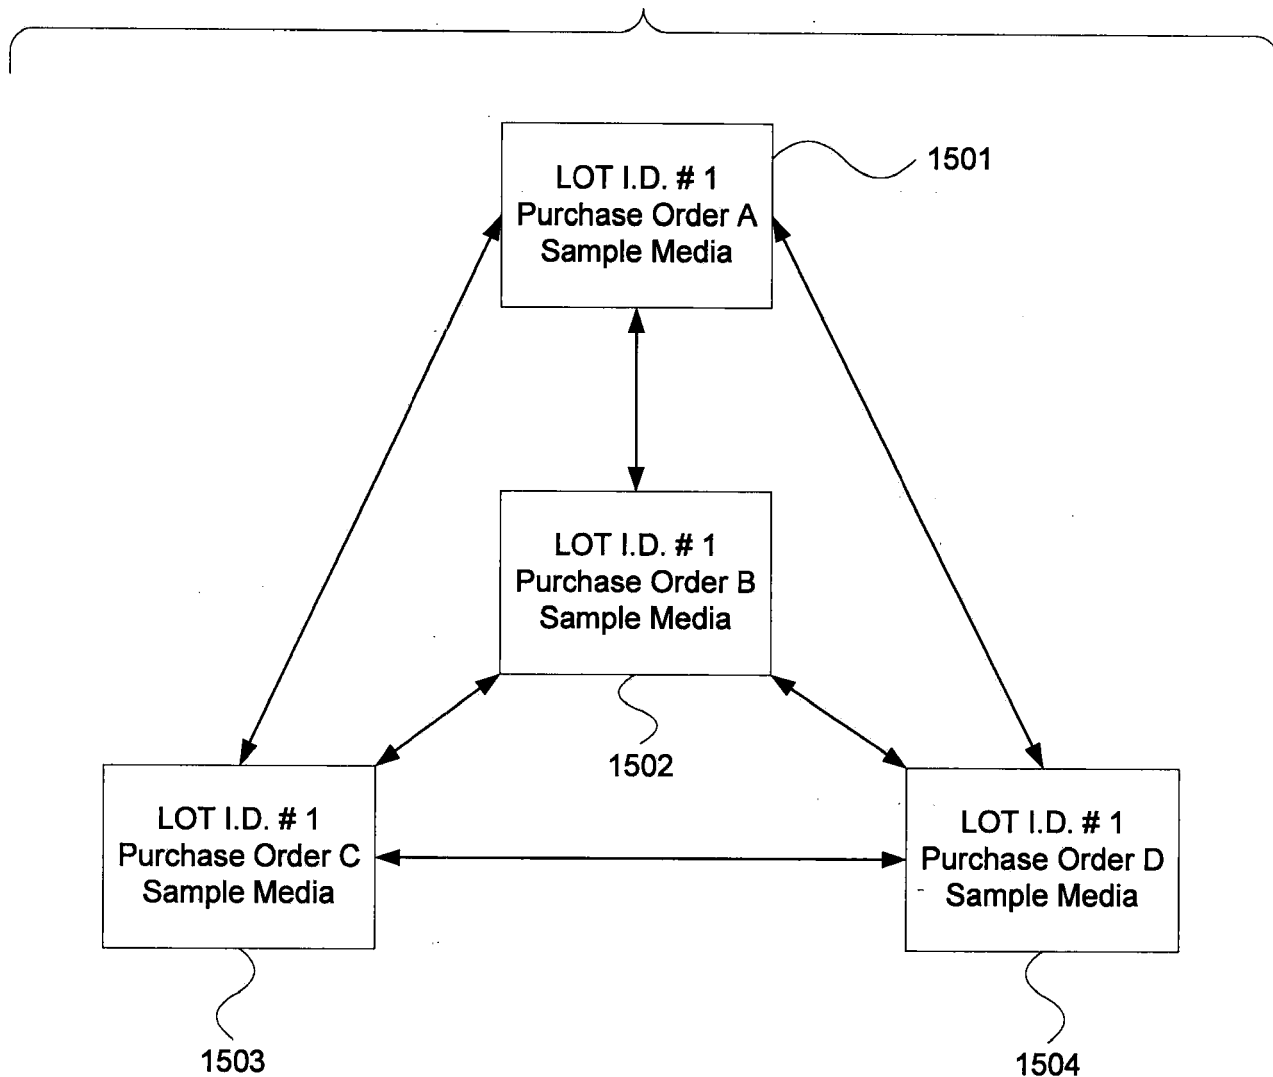 LOT I.D. # 1
Purchase Order A
Sample Media
1501
LOT I.D. # 1
Purchase Order B
Sample Media
1502
LOT I.D. # 1
Purchase Order C
Sample Media
1503
LOT I.D. # 1
Purchase Order D
Sample Media
1504